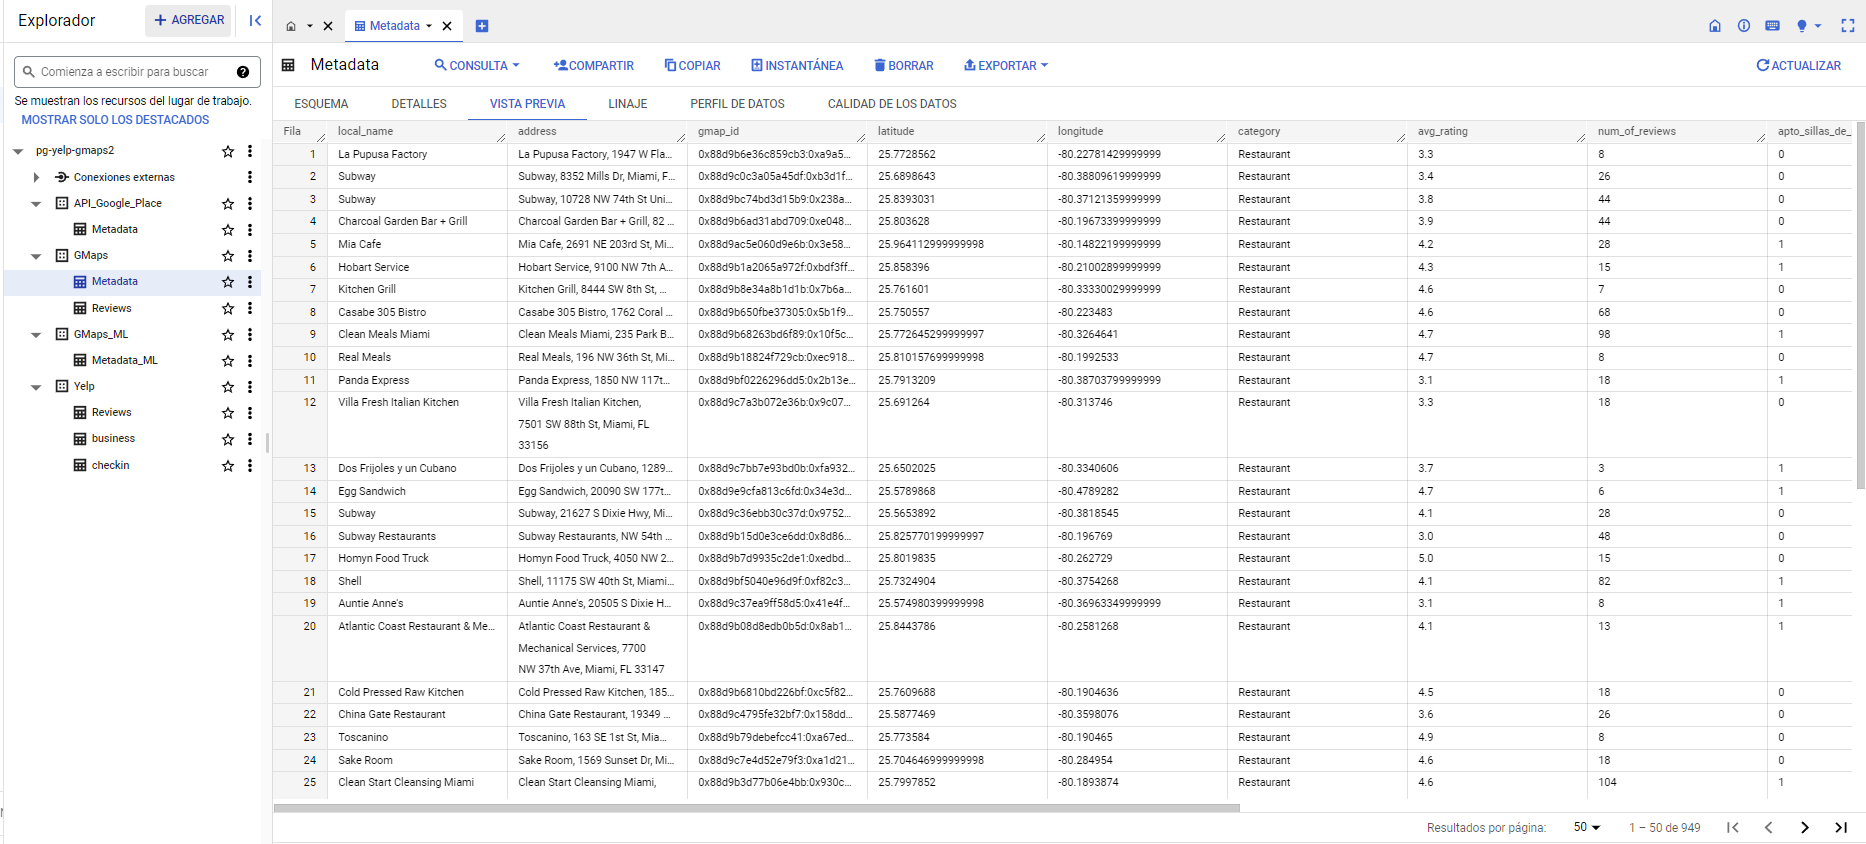 Explorador
AGREGAR
Metadata
Comienza a escribir para buscar
Se muestran los recursos del lugar de trabajo.
MOSTRAR SOLO LOS DESTACADOS
pg-yelp-gmaps2
Conexiones externas
API_Google_Place
Metadata
GMaps
Metadata
Reviews
GMaps_ML
Metadata_ML
Yelp
Reviews
business
checkin
Metadata CONSULTA COMPARTIR COPIAR INSTANTÁNEA BORRAR EXPORTAR ACTUALIZAR
ESQUEMA DETALLES VISTA PREVIA LINAJE PERFIL DE DATOS CALIDAD DE LOS DATOS
Fila local_name address gmap_id latitude longitude category avg_rating num_of_reviews apto_sillas_de_
1 La Pupusa Factory La Pupusa Factory, 1947 W Fla... 0x88d9b6e36c859cb3:0xa9a5... 25.7728562 -80.22781429999999 Restaurant 3.3 8 0
2 Subway Subway, 8352 Mills Dr, Miami, F... 0x88d9c0c3a05a45df:0xb3d1f... 25.6898643 -80.38809619999999 Restaurant 3.4 26 0
3 Subway Subway, 10728 NW 74th St Uni... 0x88d9bc74bd3d15b9:0x238a... 25.8393031 -80.37121359999999 Restaurant 3.8 44 0
4 Charcoal Garden Bar + Grill Charcoal Garden Bar + Grill, 82 ... 0x88d9b6ad31abd709:0xe048... 25.803628 -80.19673399999999 Restaurant 3.9 44 0
5 Mia Cafe Mia Cafe, 2691 NE 203rd St, Mi... 0x88d9ac5e060d9e6b:0x3e58... 25.964112999999998 -80.14822199999999 Restaurant 4.2 28 1
6 Hobart Service Hobart Service, 9100 NW 7th A... 0x88d9b1a2065a972f:0xbdf3ff... 25.858396 -80.21002899999999 Restaurant 4.3 15 1
7 Kitchen Grill Kitchen Grill, 8444 SW 8th St, ... 0x88d9b8e34a8b1d1b:0x7b6a... 25.761601 -80.33330029999999 Restaurant 4.6 7 0
8 Casabe 305 Bistro Casabe 305 Bistro, 1762 Coral ... 0x88d9b650fbe37305:0x5b1f9... 25.750557 -80.223483 Restaurant 4.6 68 0
9 Clean Meals Miami Clean Meals Miami, 235 Park B... 0x88d9b68263bd6f89:0x10f5c... 25.772645299999997 -80.3264641 Restaurant 4.7 98 1
10 Real Meals Real Meals, 196 NW 36th St, Mi... 0x88d9b18824f729cb:0xec918... 25.810157699999998 -80.1992533 Restaurant 4.7 8 0
11 Panda Express Panda Express, 1850 NW 117t... 0x88d9bf0226296dd5:0x2b13e... 25.7913209 -80.38703799999999 Restaurant 3.1 18 1
12 Villa Fresh Italian Kitchen Villa Fresh Italian Kitchen, 0x88d9c7a3b072e36b:0x9c07... 25.691264 -80.313746 Restaurant 3.3 18 0
7501 SW 88th St, Miami, FL
33156
13 Dos Frijoles y un Cubano Dos Frijoles y un Cubano, 1289... 0x88d9c7bb7e93bd0b:0xfa932... 25.6502025 -80.3340606 Restaurant 3.7 3 1
14 Egg Sandwich Egg Sandwich, 20090 SW 177t... 0x88d9e9cfa813c6fd:0x34e3d... 25.5789868 -80.4789282 Restaurant 4.7 6 1
15 Subway Subway, 21627 S Dixie Hwy, Mi... 0x88d9c36ebb30c37d:0x9752... 25.5653892 -80.3818545 Restaurant 4.1 28 0
16 Subway Restaurants Subway Restaurants, NW 54th ... 0x88d9b15d0e3ce6dd:0x8d86... 25.825770199999997 -80.196769 Restaurant 3.0 48 0
17 Homyn Food Truck Homyn Food Truck, 4050 NW 2... 0x88d9b7d9935c2de1:0xedbd... 25.8019835 -80.262729 Restaurant 5.0 15 0
18 Shell Shell, 11175 SW 40th St, Miami... 0x88d9bf5040e96d9f:0xf82c3... 25.7324904 -80.3754268 Restaurant 4.1 82 1
19 Auntie Anne's Auntie Anne's, 20505 S Dixie H... 0x88d9c37ea9ff58d5:0x41e4f... 25.574980399999998 -80.36963349999999 Restaurant 3.1 8 1
20 Atlantic Coast Restaurant & Me... Atlantic Coast Restaurant & 0x88d9b08d8edb0b5d:0x8ab1... 25.8443786 -80.2581268 Restaurant 4.1 13 1
Mechanical Services, 7700
NW 37th Ave, Miami, FL 33147
21 Cold Pressed Raw Kitchen Cold Pressed Raw Kitchen, 185... 0x88d9b6810bd226bf:0xc5f82... 25.7609688 -80.1904636 Restaurant 4.5 18 0
22 China Gate Restaurant China Gate Restaurant, 19349 ... 0x88d9c4795fe32bf7:0x158dd... 25.5877469 -80.3598076 Restaurant 3.6 26 0
23 Toscanino Toscanino, 163 SE 1st St, Mia... 0x88d9b79debefcc41:0xa67ed... 25.773584 -80.190465 Restaurant 4.9 8 0
24 Sake Room Sake Room, 1569 Sunset Dr, Mi... 0x88d9c7e4d52e79f3:0xa1d21... 25.704646999999998 -80.284954 Restaurant 4.6 18 0
25 Clean Start Cleansing Miami Clean Start Cleansing Miami, 0x88d9b3d77b06e4bb:0x930c... 25.7997852 -80.1893874 Restaurant 4.6 104 1
Resultados por página: 50 1 – 50 de 949